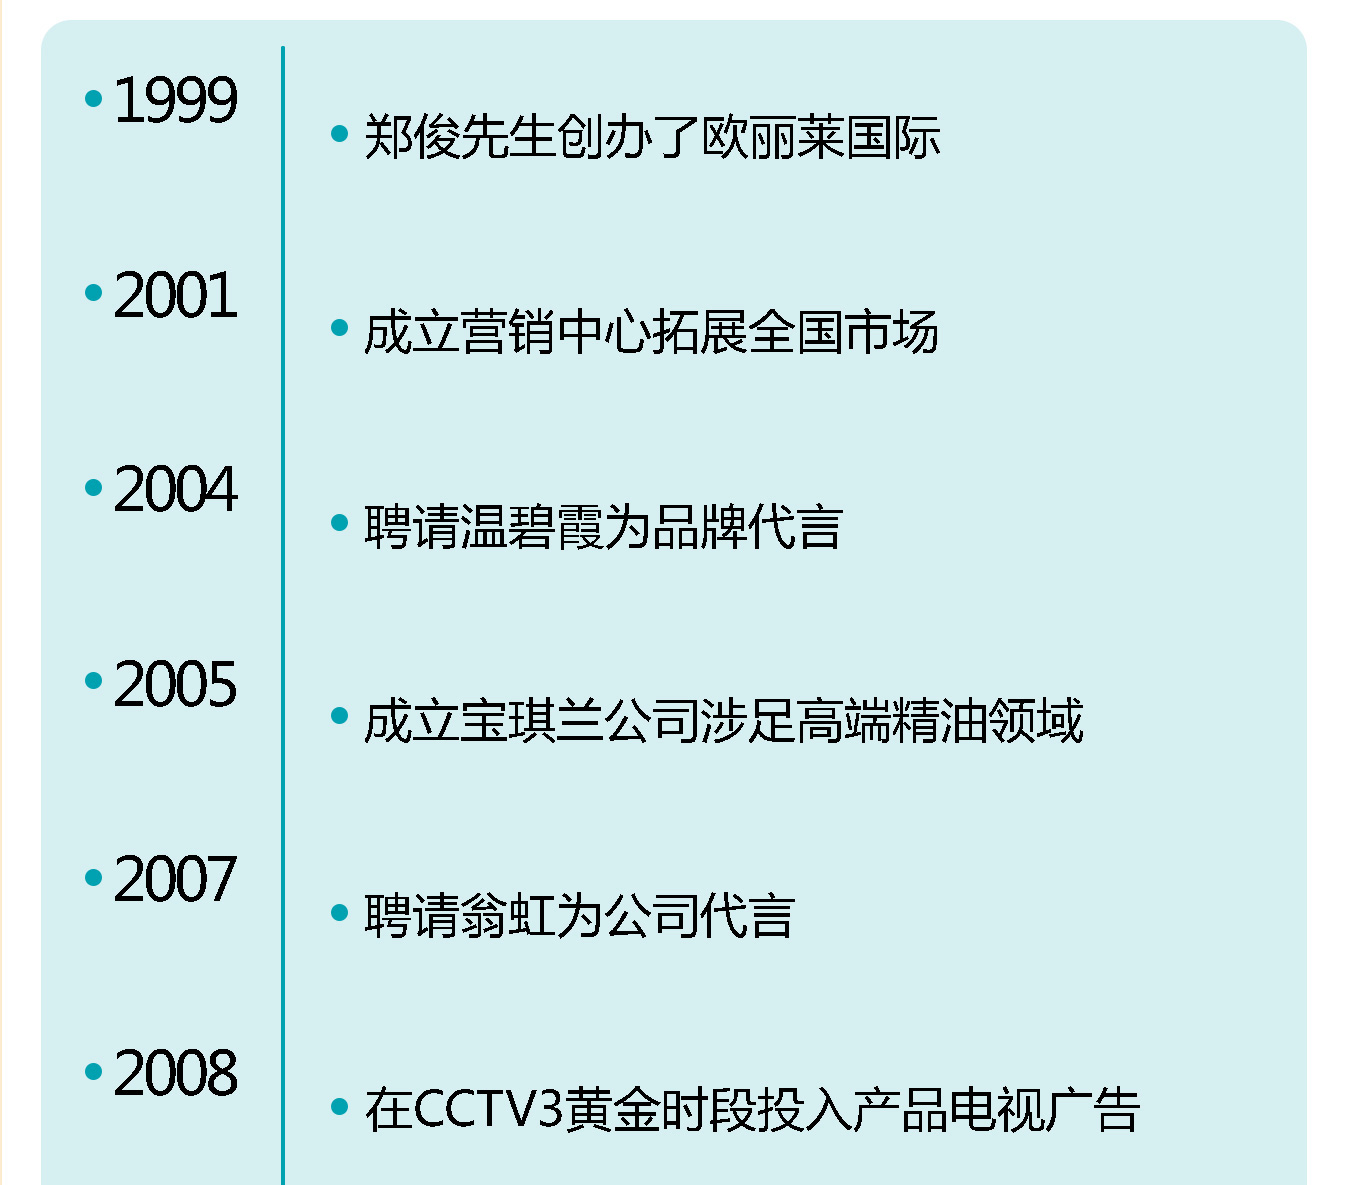 1999
郑俊先生创办了欧丽莱国际
2001
成立营销中心拓展全国市场
2004
聘请温碧霞为品牌代言
2005
成立宝琪兰公司涉足高端精油领域
2007
聘请翁虹为公司代言
2008
在CCTV3黄金时段投入产品电视广告